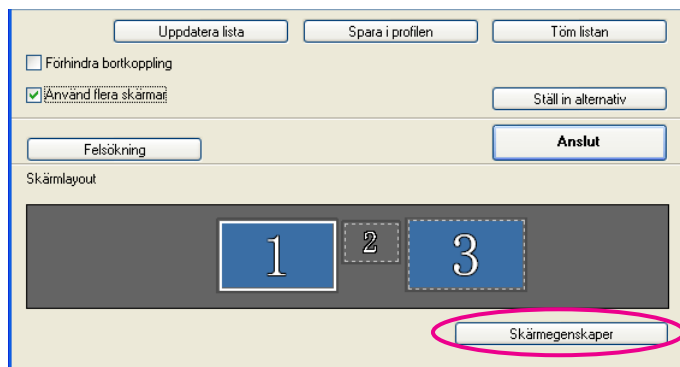 Uppdatera lista Spara i profilen Töm listan
Förhindra bortkoppling
Använd flera skärmar
Ställ in alternativ
Felsökning Anslut
Skärmlayout
1 2 3
Skärmegenskaper